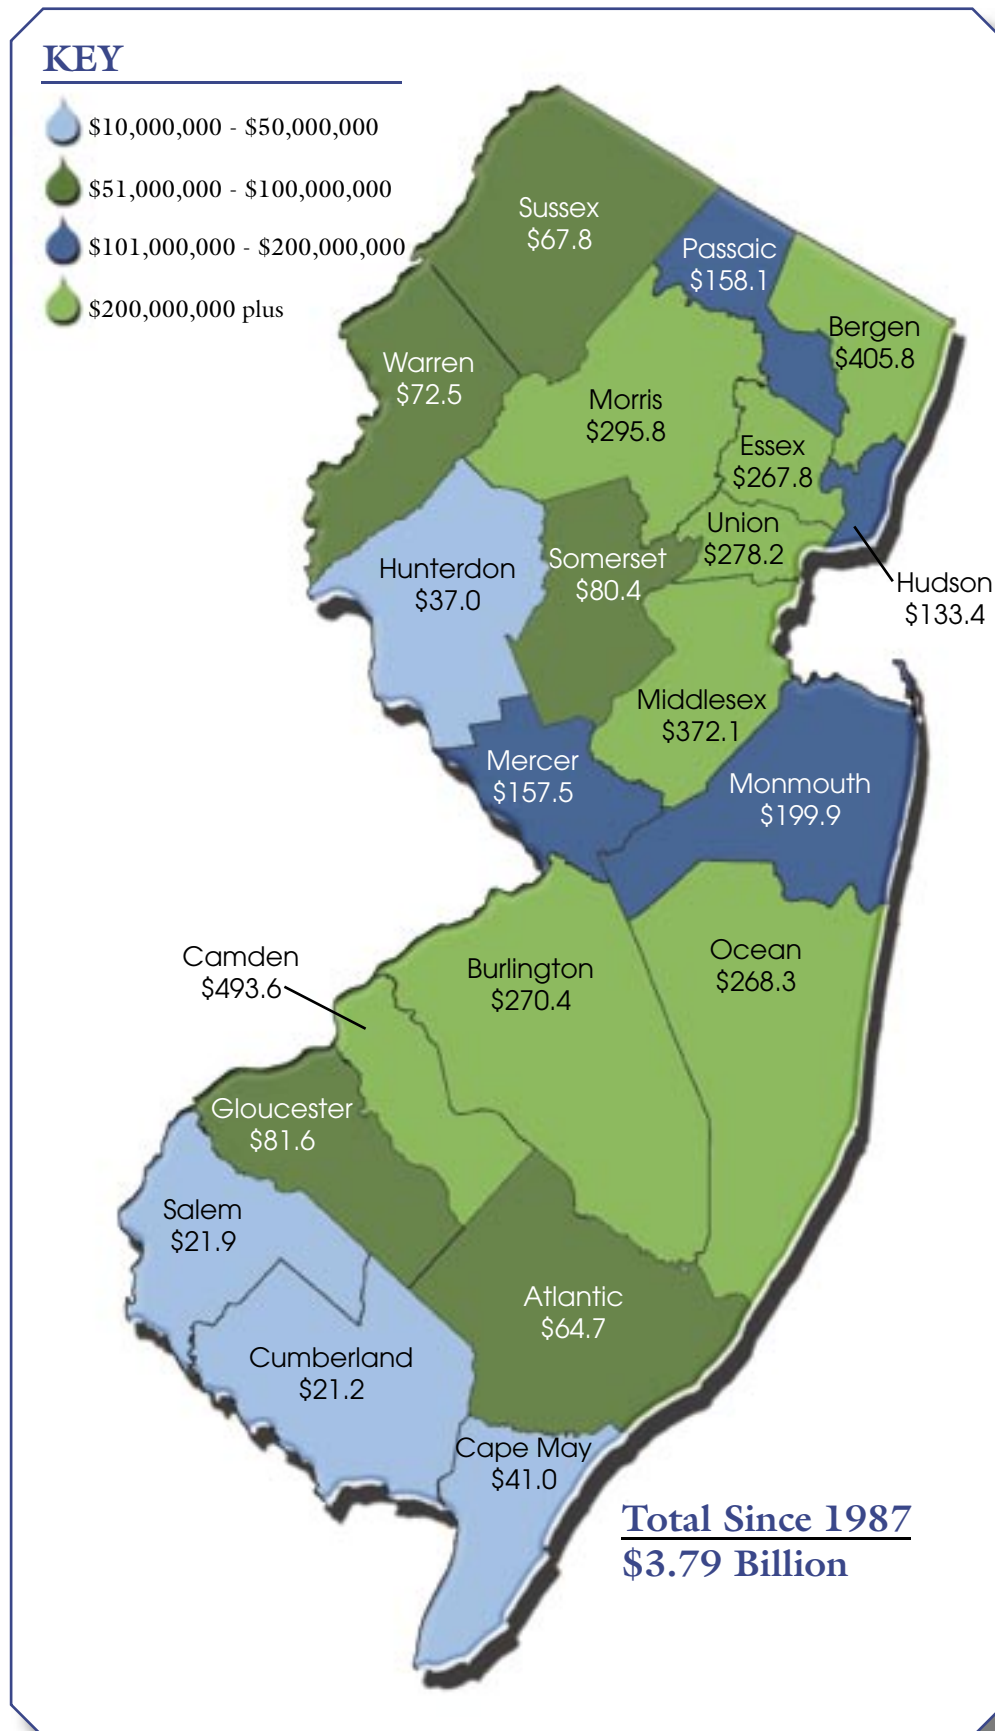 KEY
$10,000,000 - $50,000,000
$51,000,000 - $100,000,000
$101,000,000 - $200,000,000
$200,000,000 plus
Sussex
$67.8
Passaic
$158.1
Bergen
$405.8
Warren
$72.5
Morris
$295.8
Essex
$267.8
Union
$278.2
Hudson
$133.4
Hunterdon
$37.0
Somerset
$80.4
Middlesex
$372.1
Mercer
$157.5
Monmouth
$199.9
Camden
$493.6
Burlington
$270.4
Ocean
$268.3
Gloucester
$81.6
Salem
$21.9
Atlantic
$64.7
Cumberland
$21.2
Cape May
$41.0
Total Since 1987
$3.79 Billion